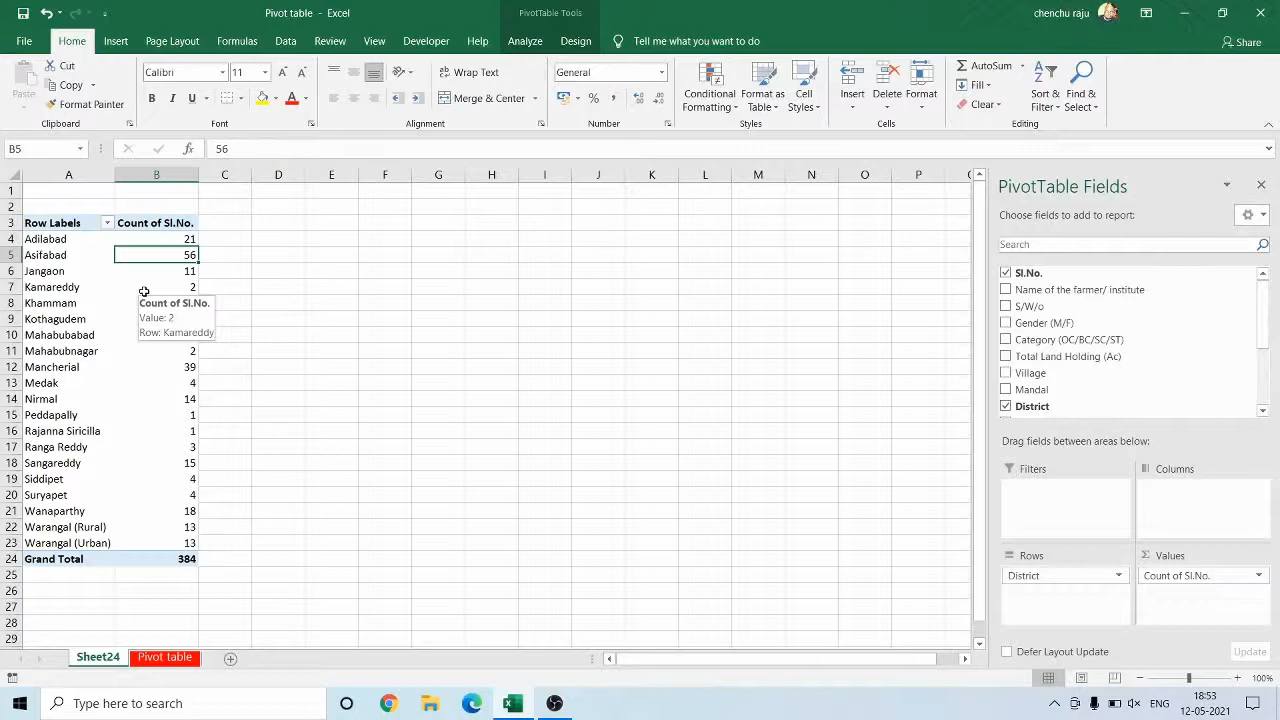 Pivot table - Excel
PivotTable Tools
chenchu raju
File Home Insert Page Layout Formulas Data Review View Developer Help Analyze Design Tell me what you want to do Share
Paste
Cut
Copy
Format Painter
Clipboard
Calibri 11
B I U
Font
Wrap Text
Merge & Center
Alignment
General
%
Number
Conditional Formatting
Format as Table
Cell Styles
Styles
Insert Delete Format
Cells
AutoSum
Fill
Clear
Sort & Filter
Find & Select
Editing
B5 fx 56
A B C D E F G H I J K L M N O P
1
2
3 Row Labels Count of Sl.No.
4 Adilabad 21
5 Asifabad 56
6 Jangaon 11
7 Kamareddy 2
8 Khammam
9 Kothagudem
10 Mahabubabad
11 Mahabubnagar 2
12 Mancherial 39
13 Medak 4
14 Nirmal 14
15 Peddapally 1
16 Rajanna Siricilla 1
17 Ranga Reddy 3
18 Sangareddy 15
19 Siddipet 4
20 Suryapet 4
21 Wanaparthy 18
22 Warangal (Rural) 13
23 Warangal (Urban) 13
24 Grand Total 384
25
26
27
28
29
Count of Sl.No.
Value: 2
Row: Kamareddy
PivotTable Fields
Choose fields to add to report:
Search
Sl.No.
Name of the farmer/ institute
S/W/o
Gender (M/F)
Category (OC/BC/SC/ST)
Total Land Holding (Ac)
Village
Mandal
District
Drag fields between areas below:
Filters Columns
Rows Values
District Count of Sl.No.
Defer Layout Update Update
Sheet24 Pivot table
100%
Type here to search
ENG
18:53
12-05-2021